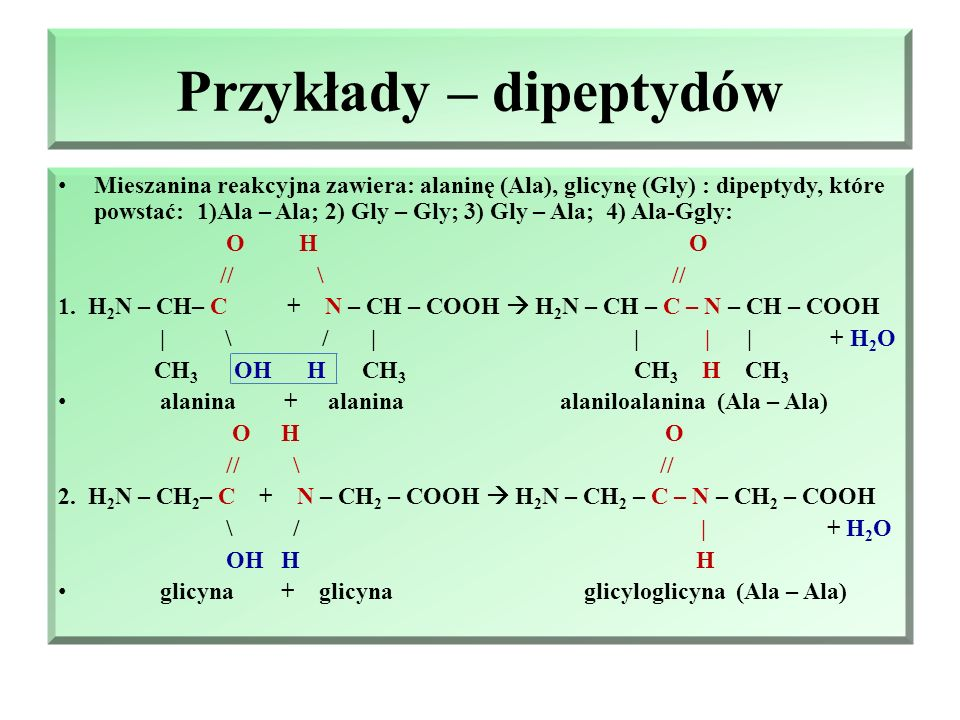 Przykłady – dipeptydów
• Mieszanina reakcyjna zawiera: alaninę (Ala), glicynę (Gly) : dipeptydy, które
powstać: 1)Ala – Ala; 2) Gly – Gly; 3) Gly – Ala; 4) Ala-Ggly:
O H O
// \ //
1. H₂N – CH– C + N – CH – COOH → H₂N – CH – C – N – CH – COOH
| \ / | | | | + H₂O
CH₃ OH H CH₃ CH₃ H CH₃
• alanina + alanina alaniloalanina (Ala – Ala)
O H O
// \ //
2. H₂N – CH₂– C + N – CH₂ – COOH → H₂N – CH₂ – C – N – CH₂ – COOH
\ / | + H₂O
OH H H
• glicyna + glicyna glicyloglicyna (Ala – Ala)